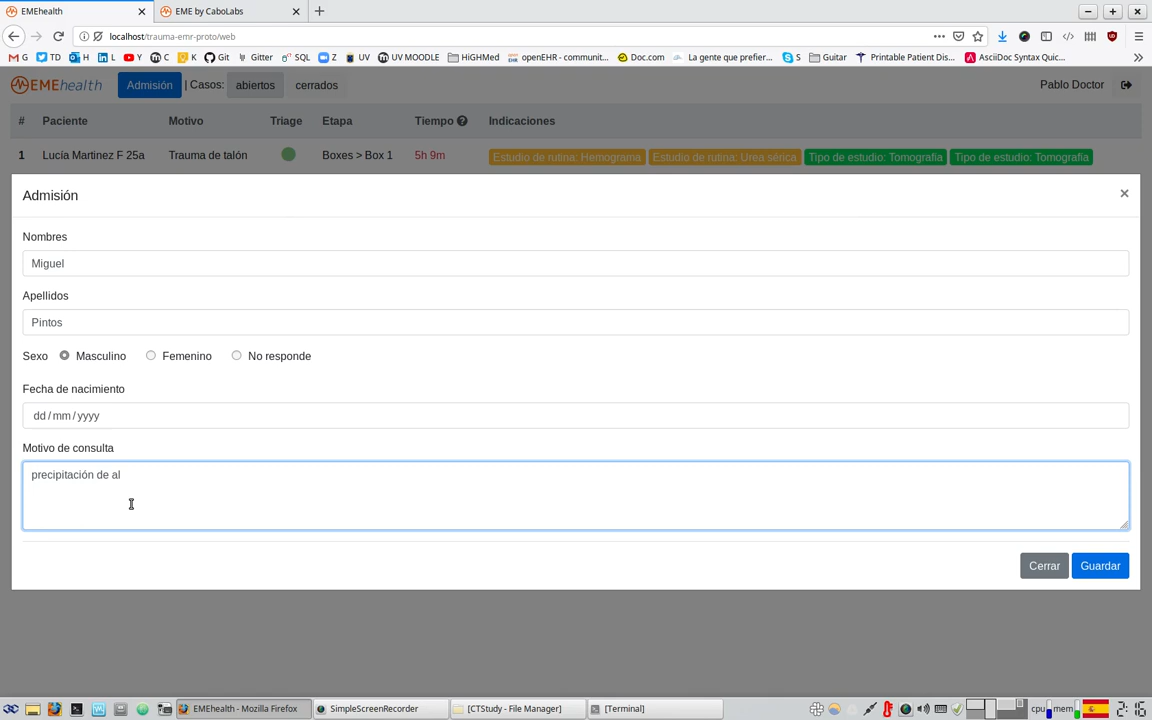 EMEhealth
EME by CaboLabs
localhost/trauma-emr-proto/web
G
TD
H
L
Y
C
K
Git
Gitter
SQL
Z
UV
UV MOODLE
HiGHMed
openEHR - communit...
Doc.com
La gente que prefier...
S
Guitar
Printable Patient Dis...
AsciiDoc Syntax Quic...
EMEhealth
Admisión
| Casos:
abiertos
cerrados
Pablo Doctor
# Paciente Motivo Triage Etapa Tiempo Indicaciones
1 Lucía Martinez F 25a Trauma de talón Boxes > Box 1 5h 9m Estudio de rutina: Hemograma Estudio de rutina: Urea sérica Tipo de estudio: Tomografía Tipo de estudio: Tomografía
Admisión ×
Nombres
Miguel
Apellidos
Pintos
Sexo Masculino Femenino No responde
Fecha de nacimiento
dd / mm / yyyy
Motivo de consulta
precipitación de al
Cerrar Guardar
EMEhealth - Mozilla Firefox
SimpleScreenRecorder
[CTStudy - File Manager]
[Terminal]
cpu
mem
2:16